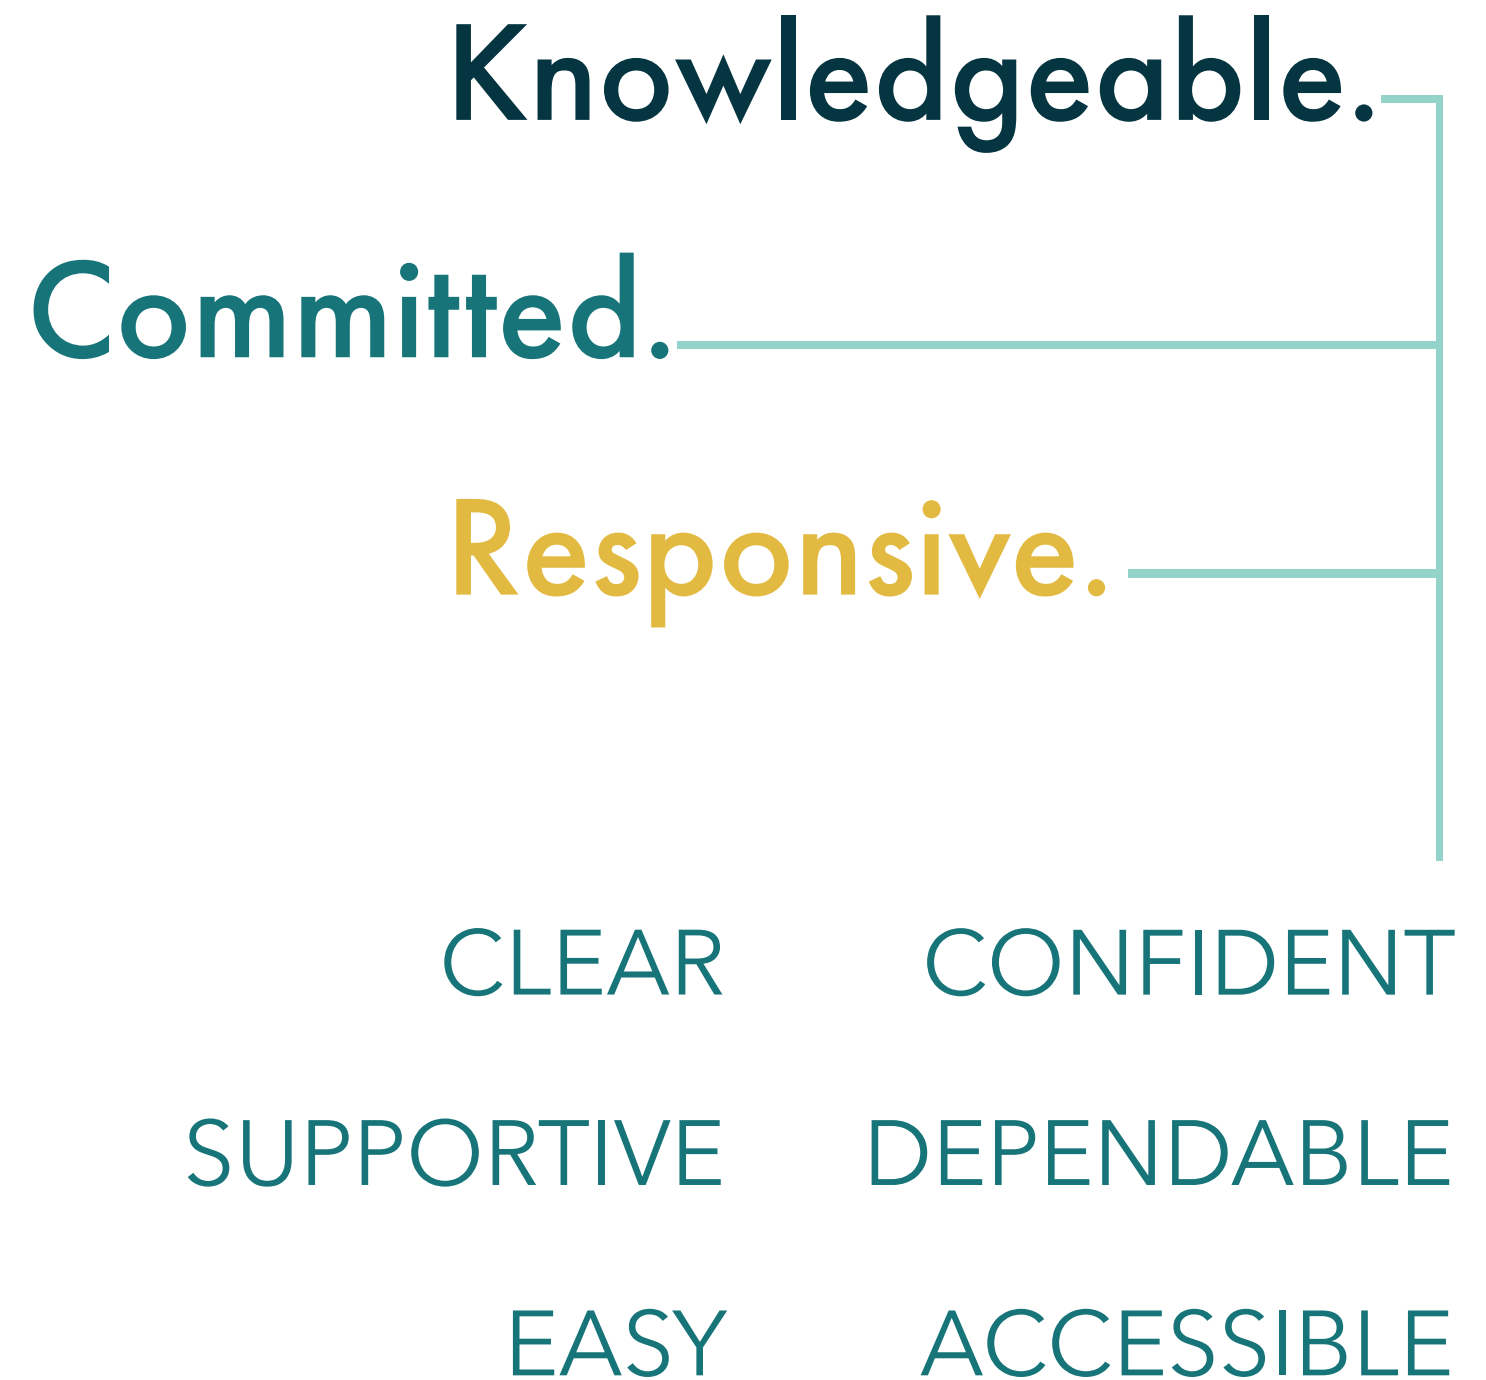 Knowledgeable.
Committed.
Responsive.
CLEAR CONFIDENT
SUPPORTIVE DEPENDABLE
EASY ACCESSIBLE